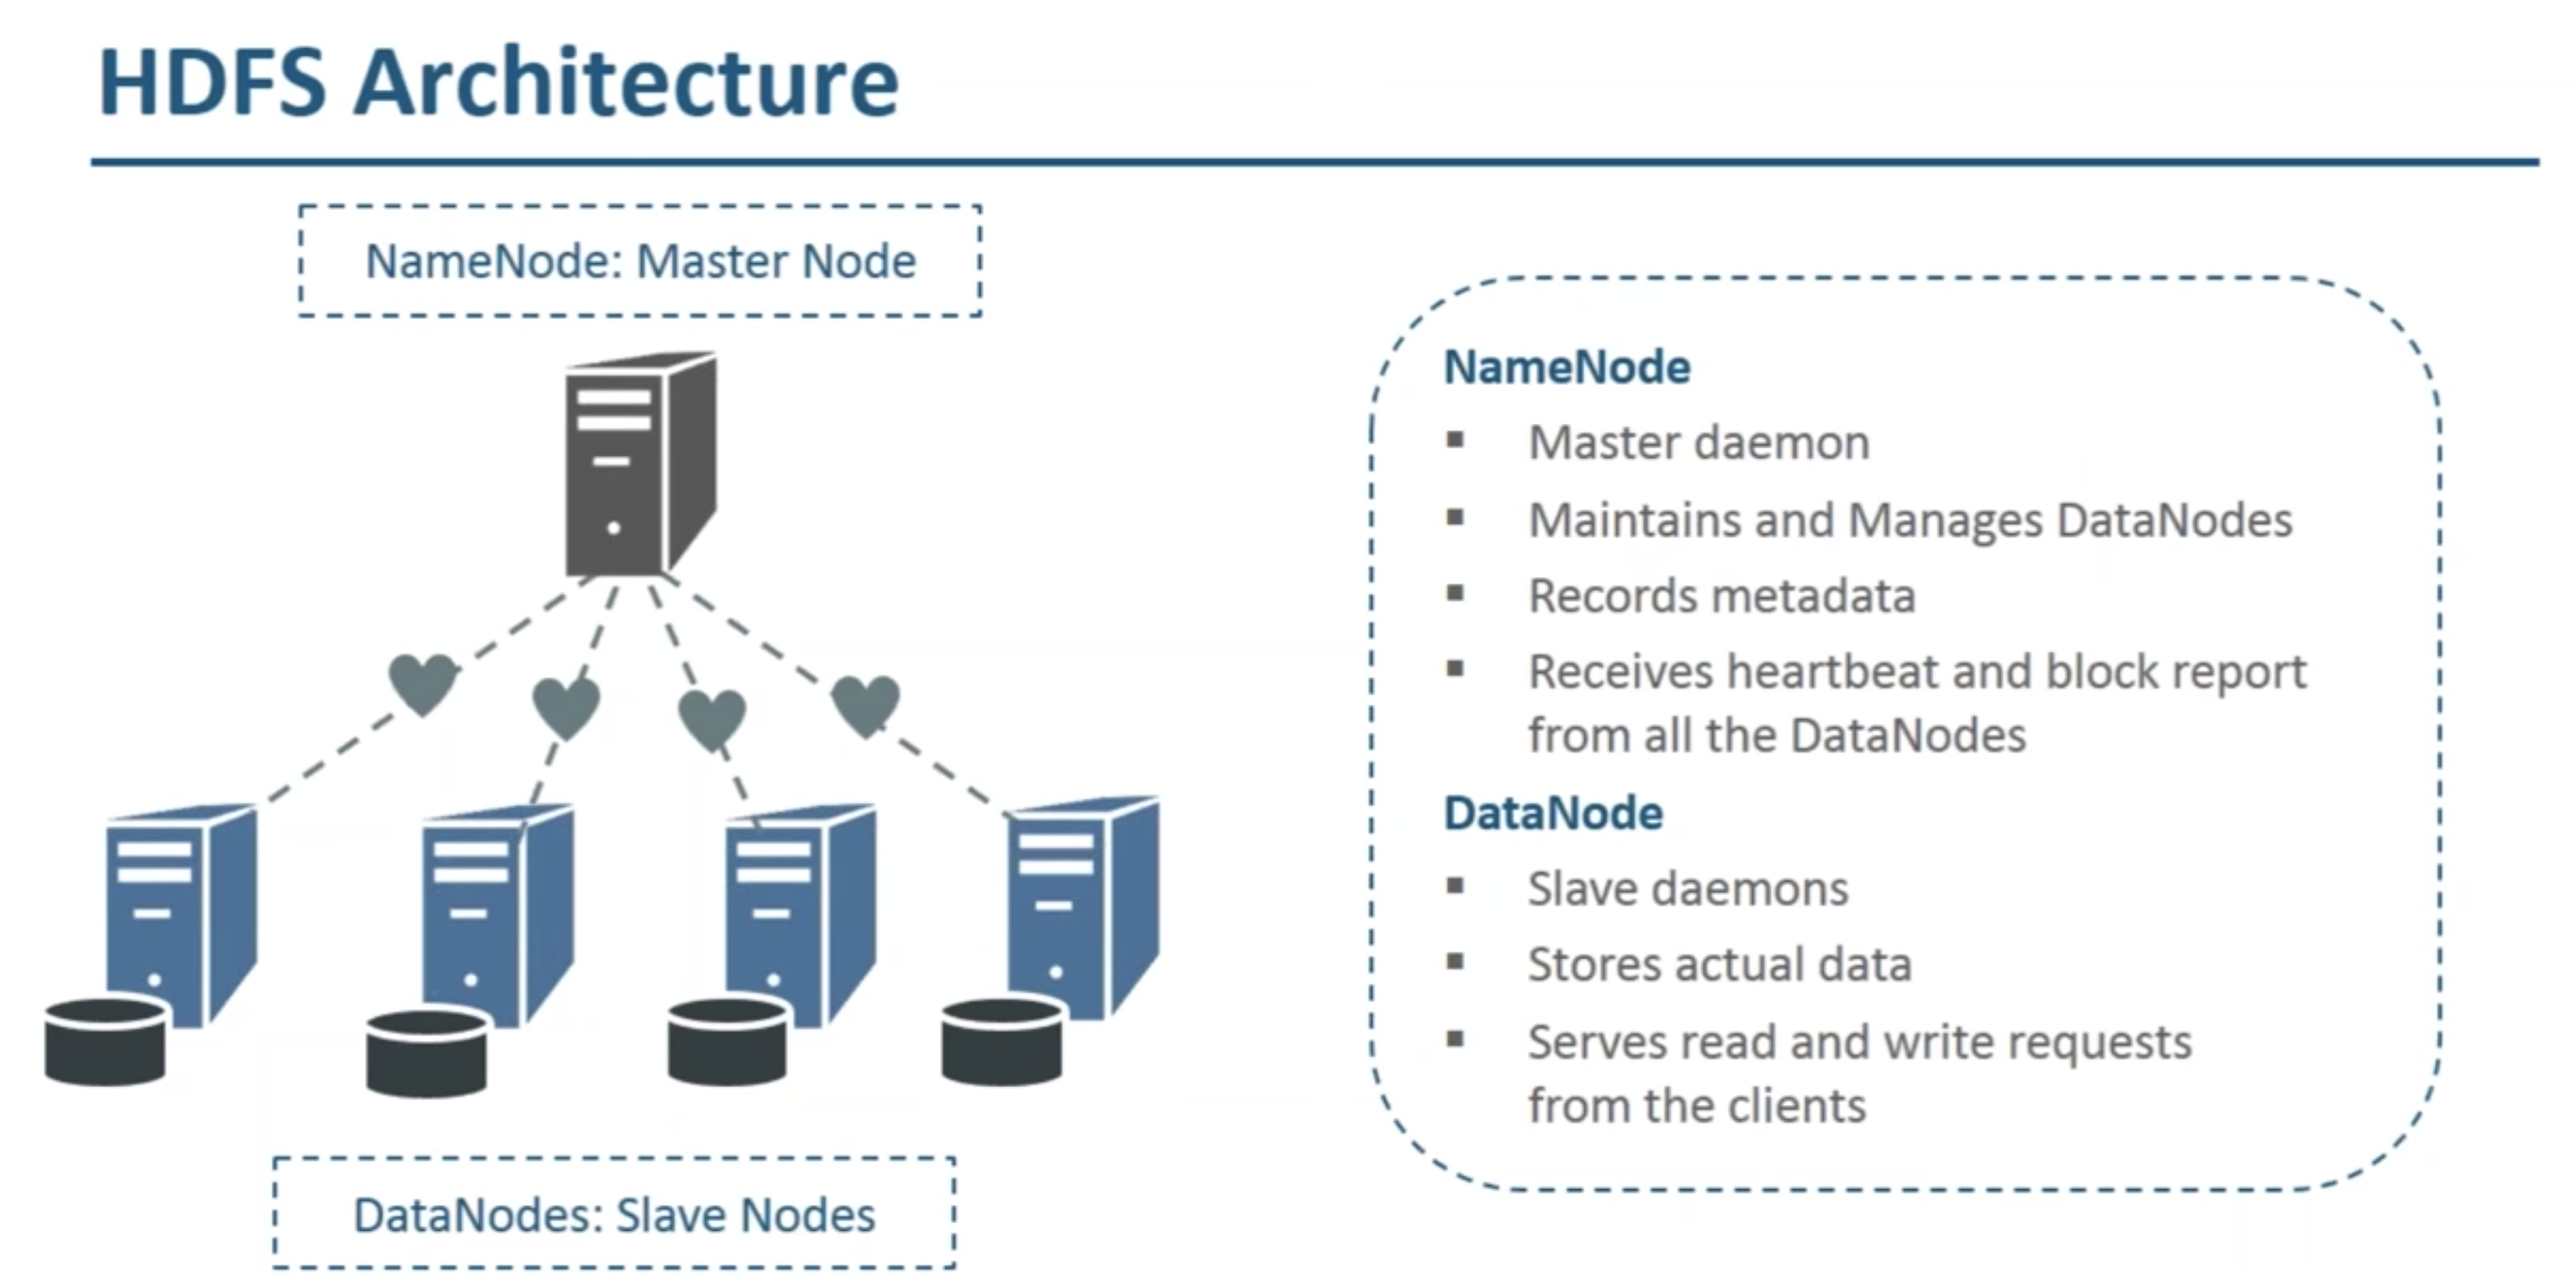 HDFS Architecture
NameNode: Master Node
DataNodes: Slave Nodes
NameNode
▪ Master daemon
▪ Maintains and Manages DataNodes
▪ Records metadata
▪ Receives heartbeat and block report
from all the DataNodes
DataNode
▪ Slave daemons
▪ Stores actual data
▪ Serves read and write requests
from the clients